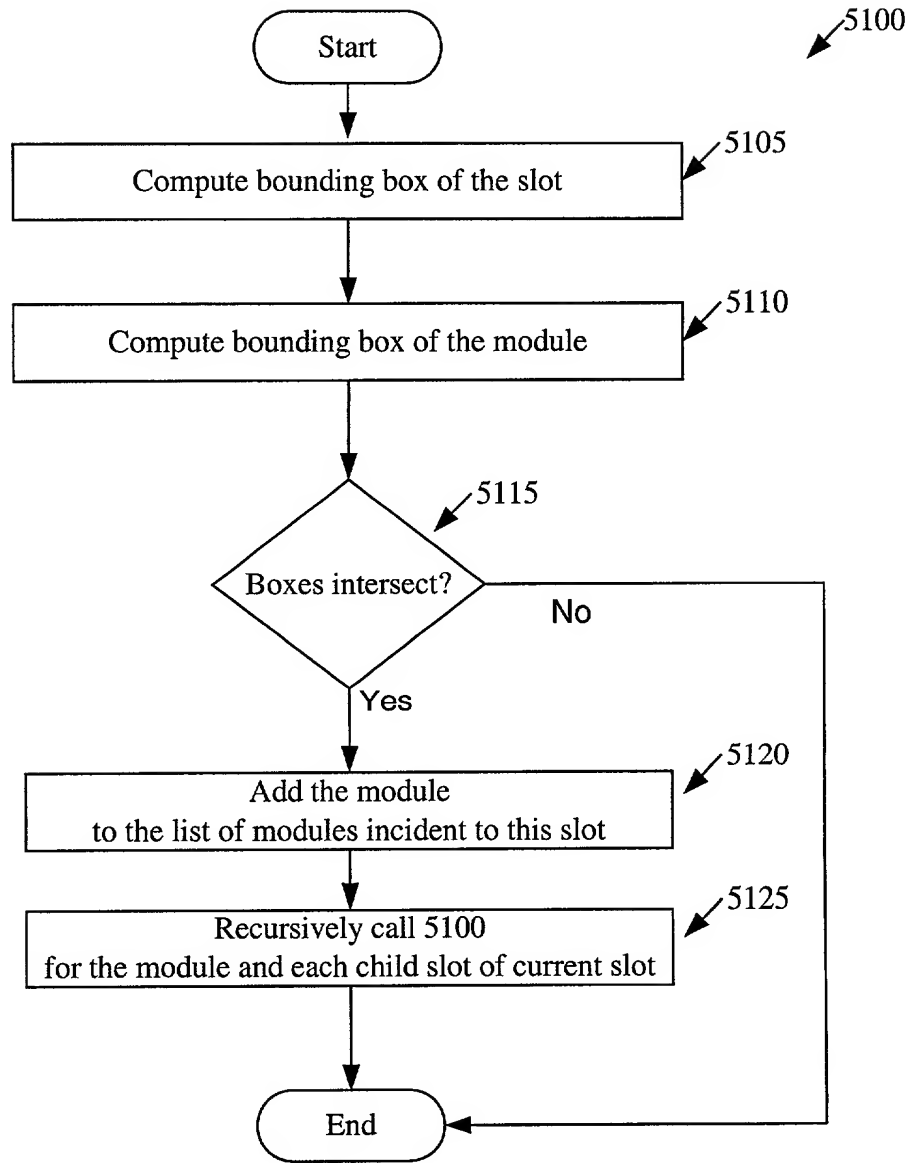 5100
Start
5105
Compute bounding box of the slot
5110
Compute bounding box of the module
5115
Boxes intersect?
No
Yes
5120
Add the module
to the list of modules incident to this slot
5125
Recursively call 5100
for the module and each child slot of current slot
End